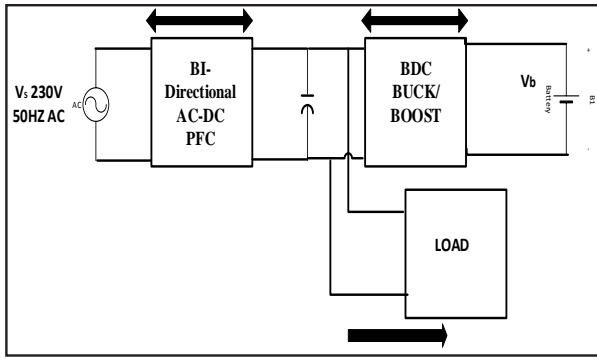 Vs 230V
50HZ AC
AC
BI-
Directional
AC-DC
PFC
BDC
BUCK/
BOOST
Vb
+
Battery
B1
-
LOAD